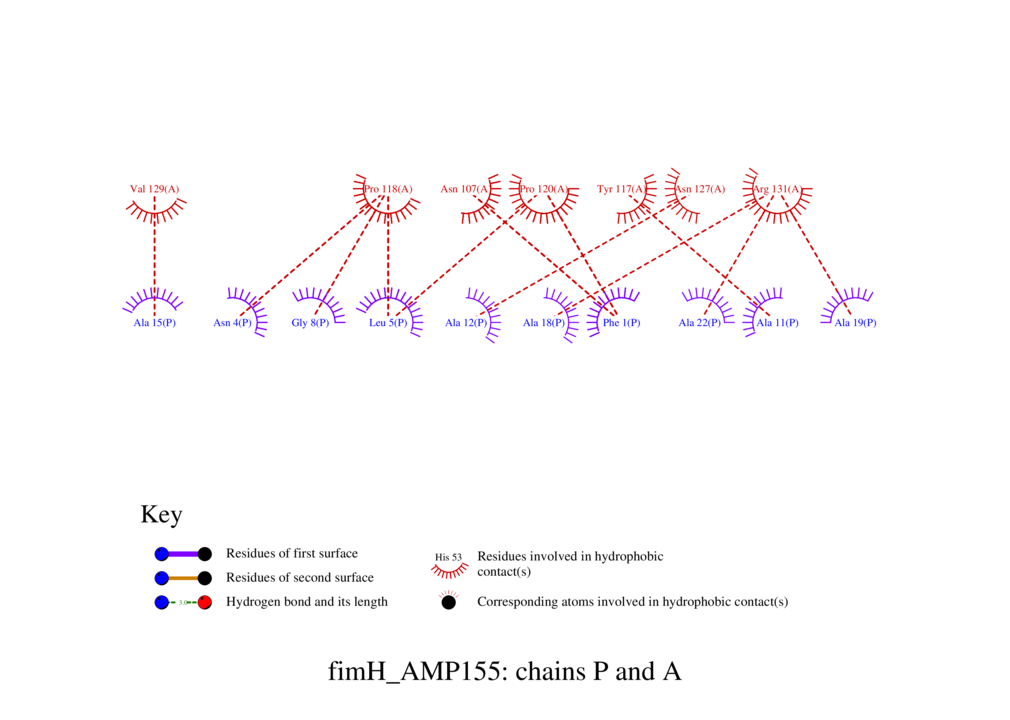 Val 129(A) Pro 118(A) Asn 107(A) Pro 120(A) Tyr 117(A) Asn 127(A) Arg 131(A)
Ala 15(P) Asn 4(P) Gly 8(P) Leu 5(P) Ala 12(P) Ala 18(P) Phe 1(P) Ala 22(P) Ala 11(P) Ala 19(P)
Key
Residues of first surface
Residues of second surface
3.0
Hydrogen bond and its length
His 53
Residues involved in hydrophobic
contact(s)
Corresponding atoms involved in hydrophobic contact(s)
fimH_AMP155: chains P and A